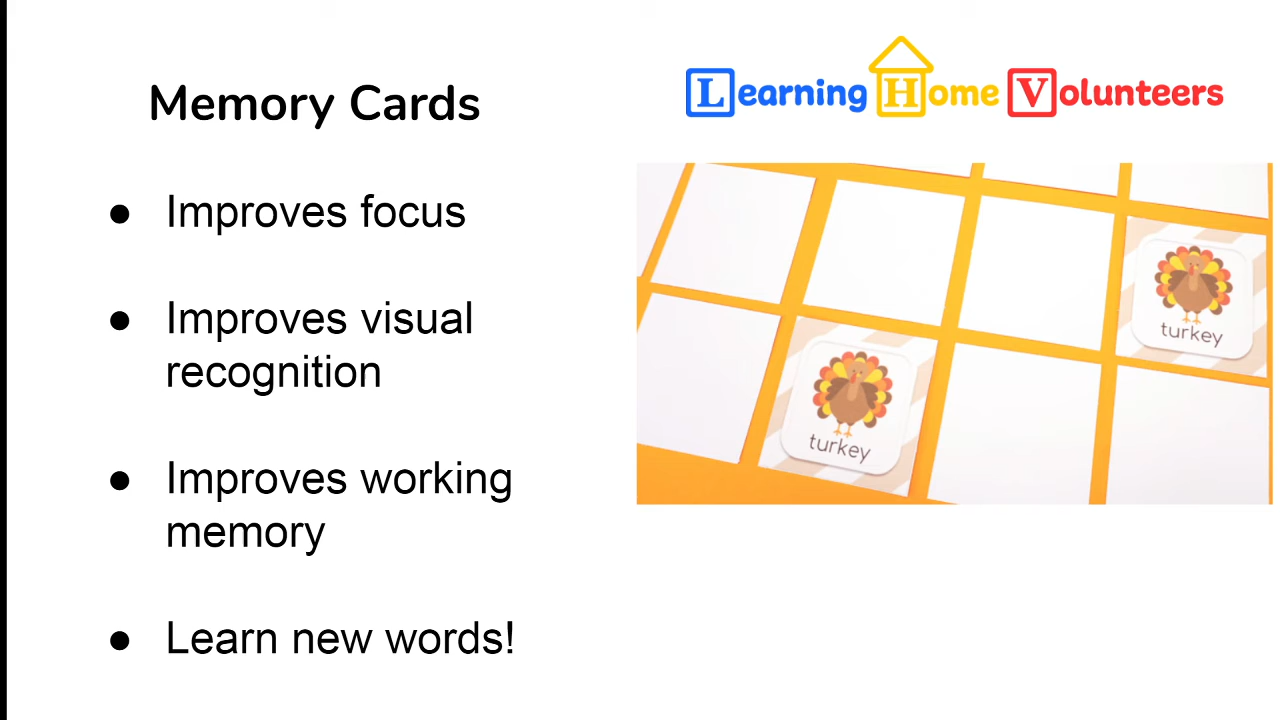 Memory Cards
Learning Home Volunteers
● Improves focus
● Improves visual
recognition
● Improves working
memory
● Learn new words!
turkey
turkey